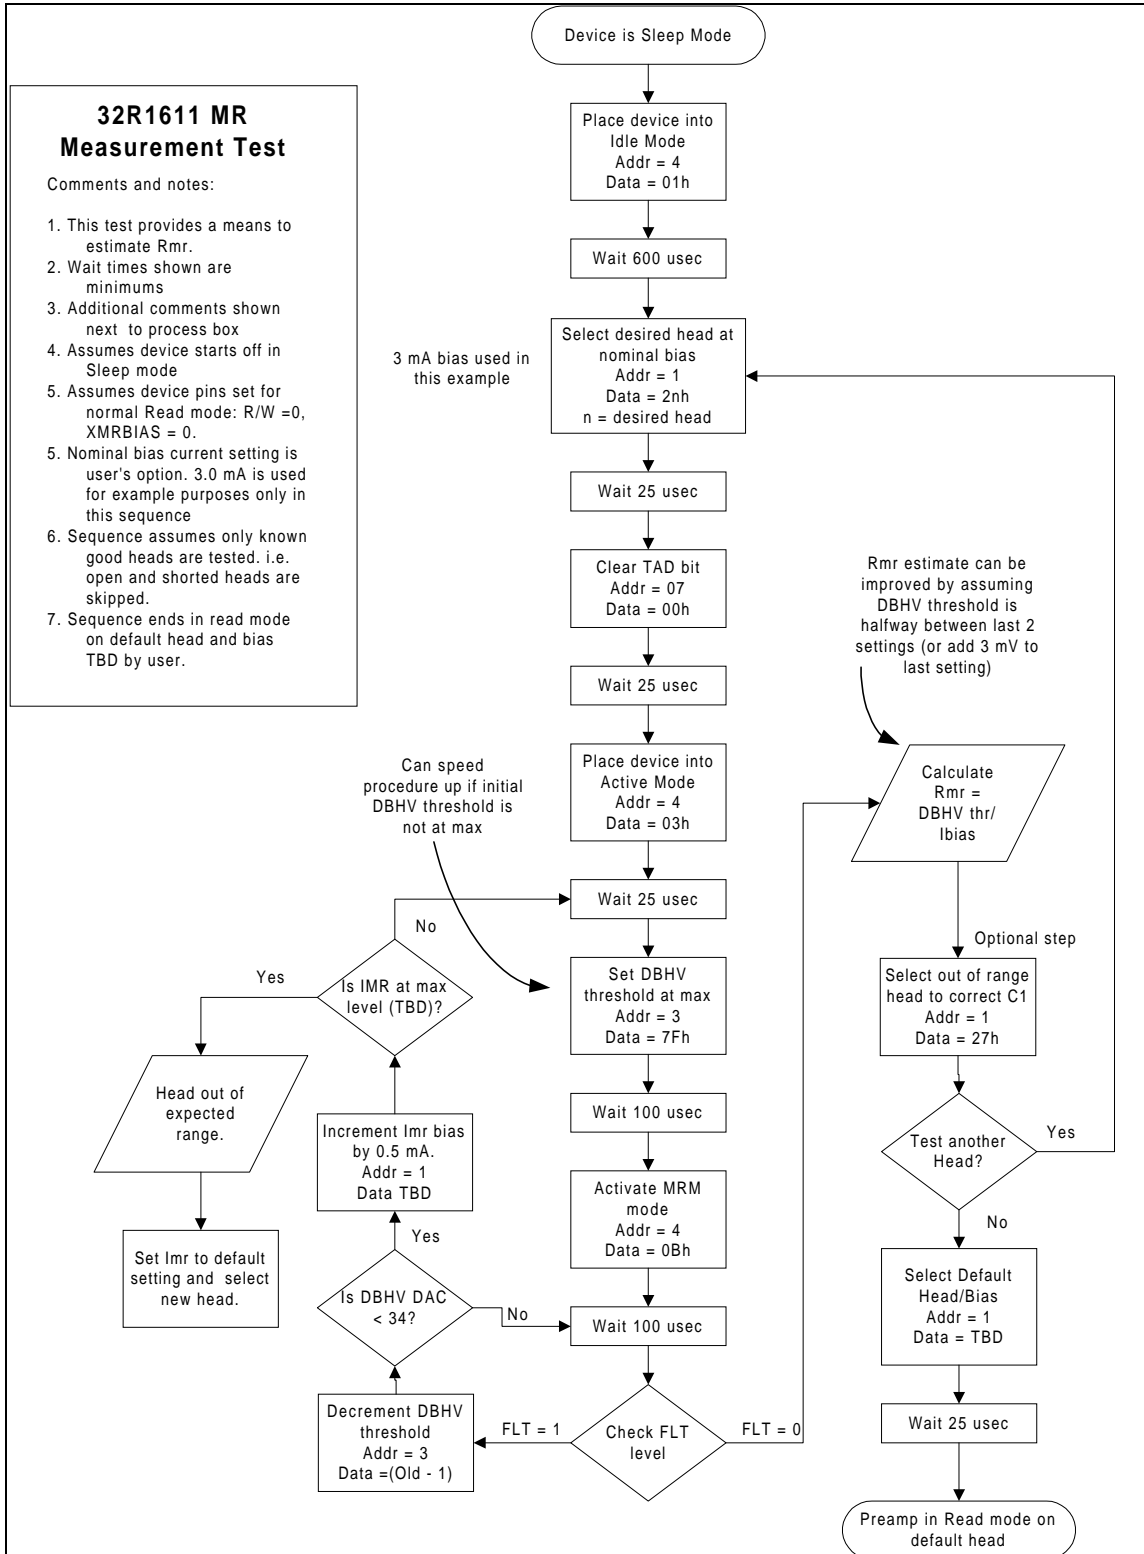 Device is Sleep Mode
32R1611 MR
Measurement Test
Comments and notes:
1. This test provides a means to
estimate Rmr.
2. Wait times shown are
minimums
3. Additional comments shown
next to process box
4. Assumes device starts off in
Sleep mode
5. Assumes device pins set for
normal Read mode: R/W =0,
XMRBIAS = 0.
5. Nominal bias current setting is
user's option. 3.0 mA is used
for example purposes only in
this sequence
6. Sequence assumes only known
good heads are tested. i.e.
open and shorted heads are
skipped.
7. Sequence ends in read mode
on default head and bias
TBD by user.
Place device into
Idle Mode
Addr = 4
Data = 01h
Wait 600 usec
3 mA bias used in
this example
Select desired head at
nominal bias
Addr = 1
Data = 2nh
n = desired head
Wait 25 usec
Clear TAD bit
Addr = 07
Data = 00h
Wait 25 usec
Place device into
Active Mode
Addr = 4
Data = 03h
Wait 25 usec
Can speed
procedure up if initial
DBHV threshold is
not at max
Set DBHV
threshold at max
Addr = 3
Data = 7Fh
Wait 100 usec
Activate MRM
mode
Addr = 4
Data = 0Bh
Wait 100 usec
Check FLT
level
FLT = 1
FLT = 0
Decrement DBHV
threshold
Addr = 3
Data =(Old - 1)
Is DBHV DAC
< 34?
No
Yes
Increment Imr bias
by 0.5 mA.
Addr = 1
Data TBD
Is IMR at max
level (TBD)?
No
Yes
Head out of
expected
range.
Set Imr to default
setting and select
new head.
Rmr estimate can be
improved by assuming
DBHV threshold is
halfway between last 2
settings (or add 3 mV to
last setting)
Calculate
Rmr =
DBHV thr/
Ibias
Optional step
Select out of range
head to correct C1
Addr = 1
Data = 27h
Test another
Head?
Yes
No
Select Default
Head/Bias
Addr = 1
Data = TBD
Wait 25 usec
Preamp in Read mode on
default head